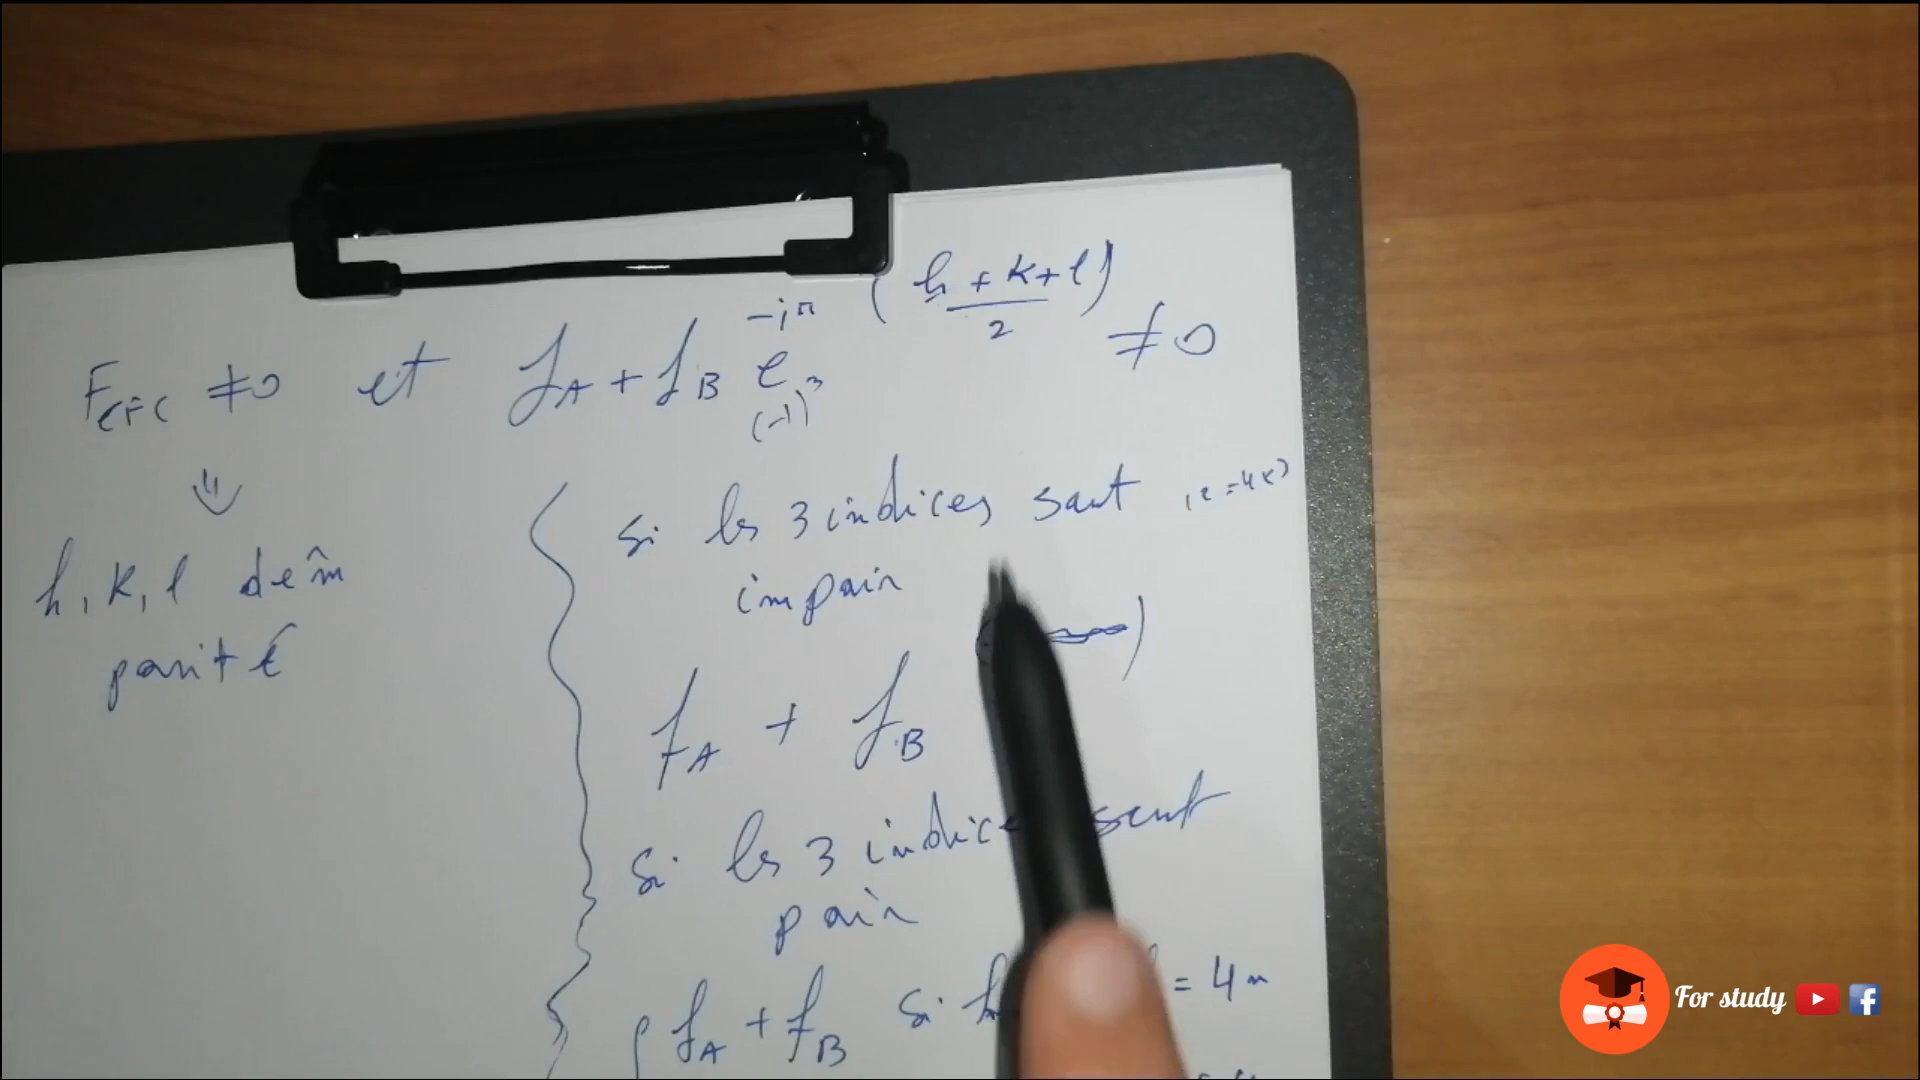 F_CFC ≠ 0 et f_A + f_B e^{-iπ (h+k+l)/2} ≠ 0
(-1)^n
h, k, l de m̂
parité
si les 3 indices sont
impair
f_A + f_B
si les 3 indice sont
pair
f_A + f_B si h = 4n
For study